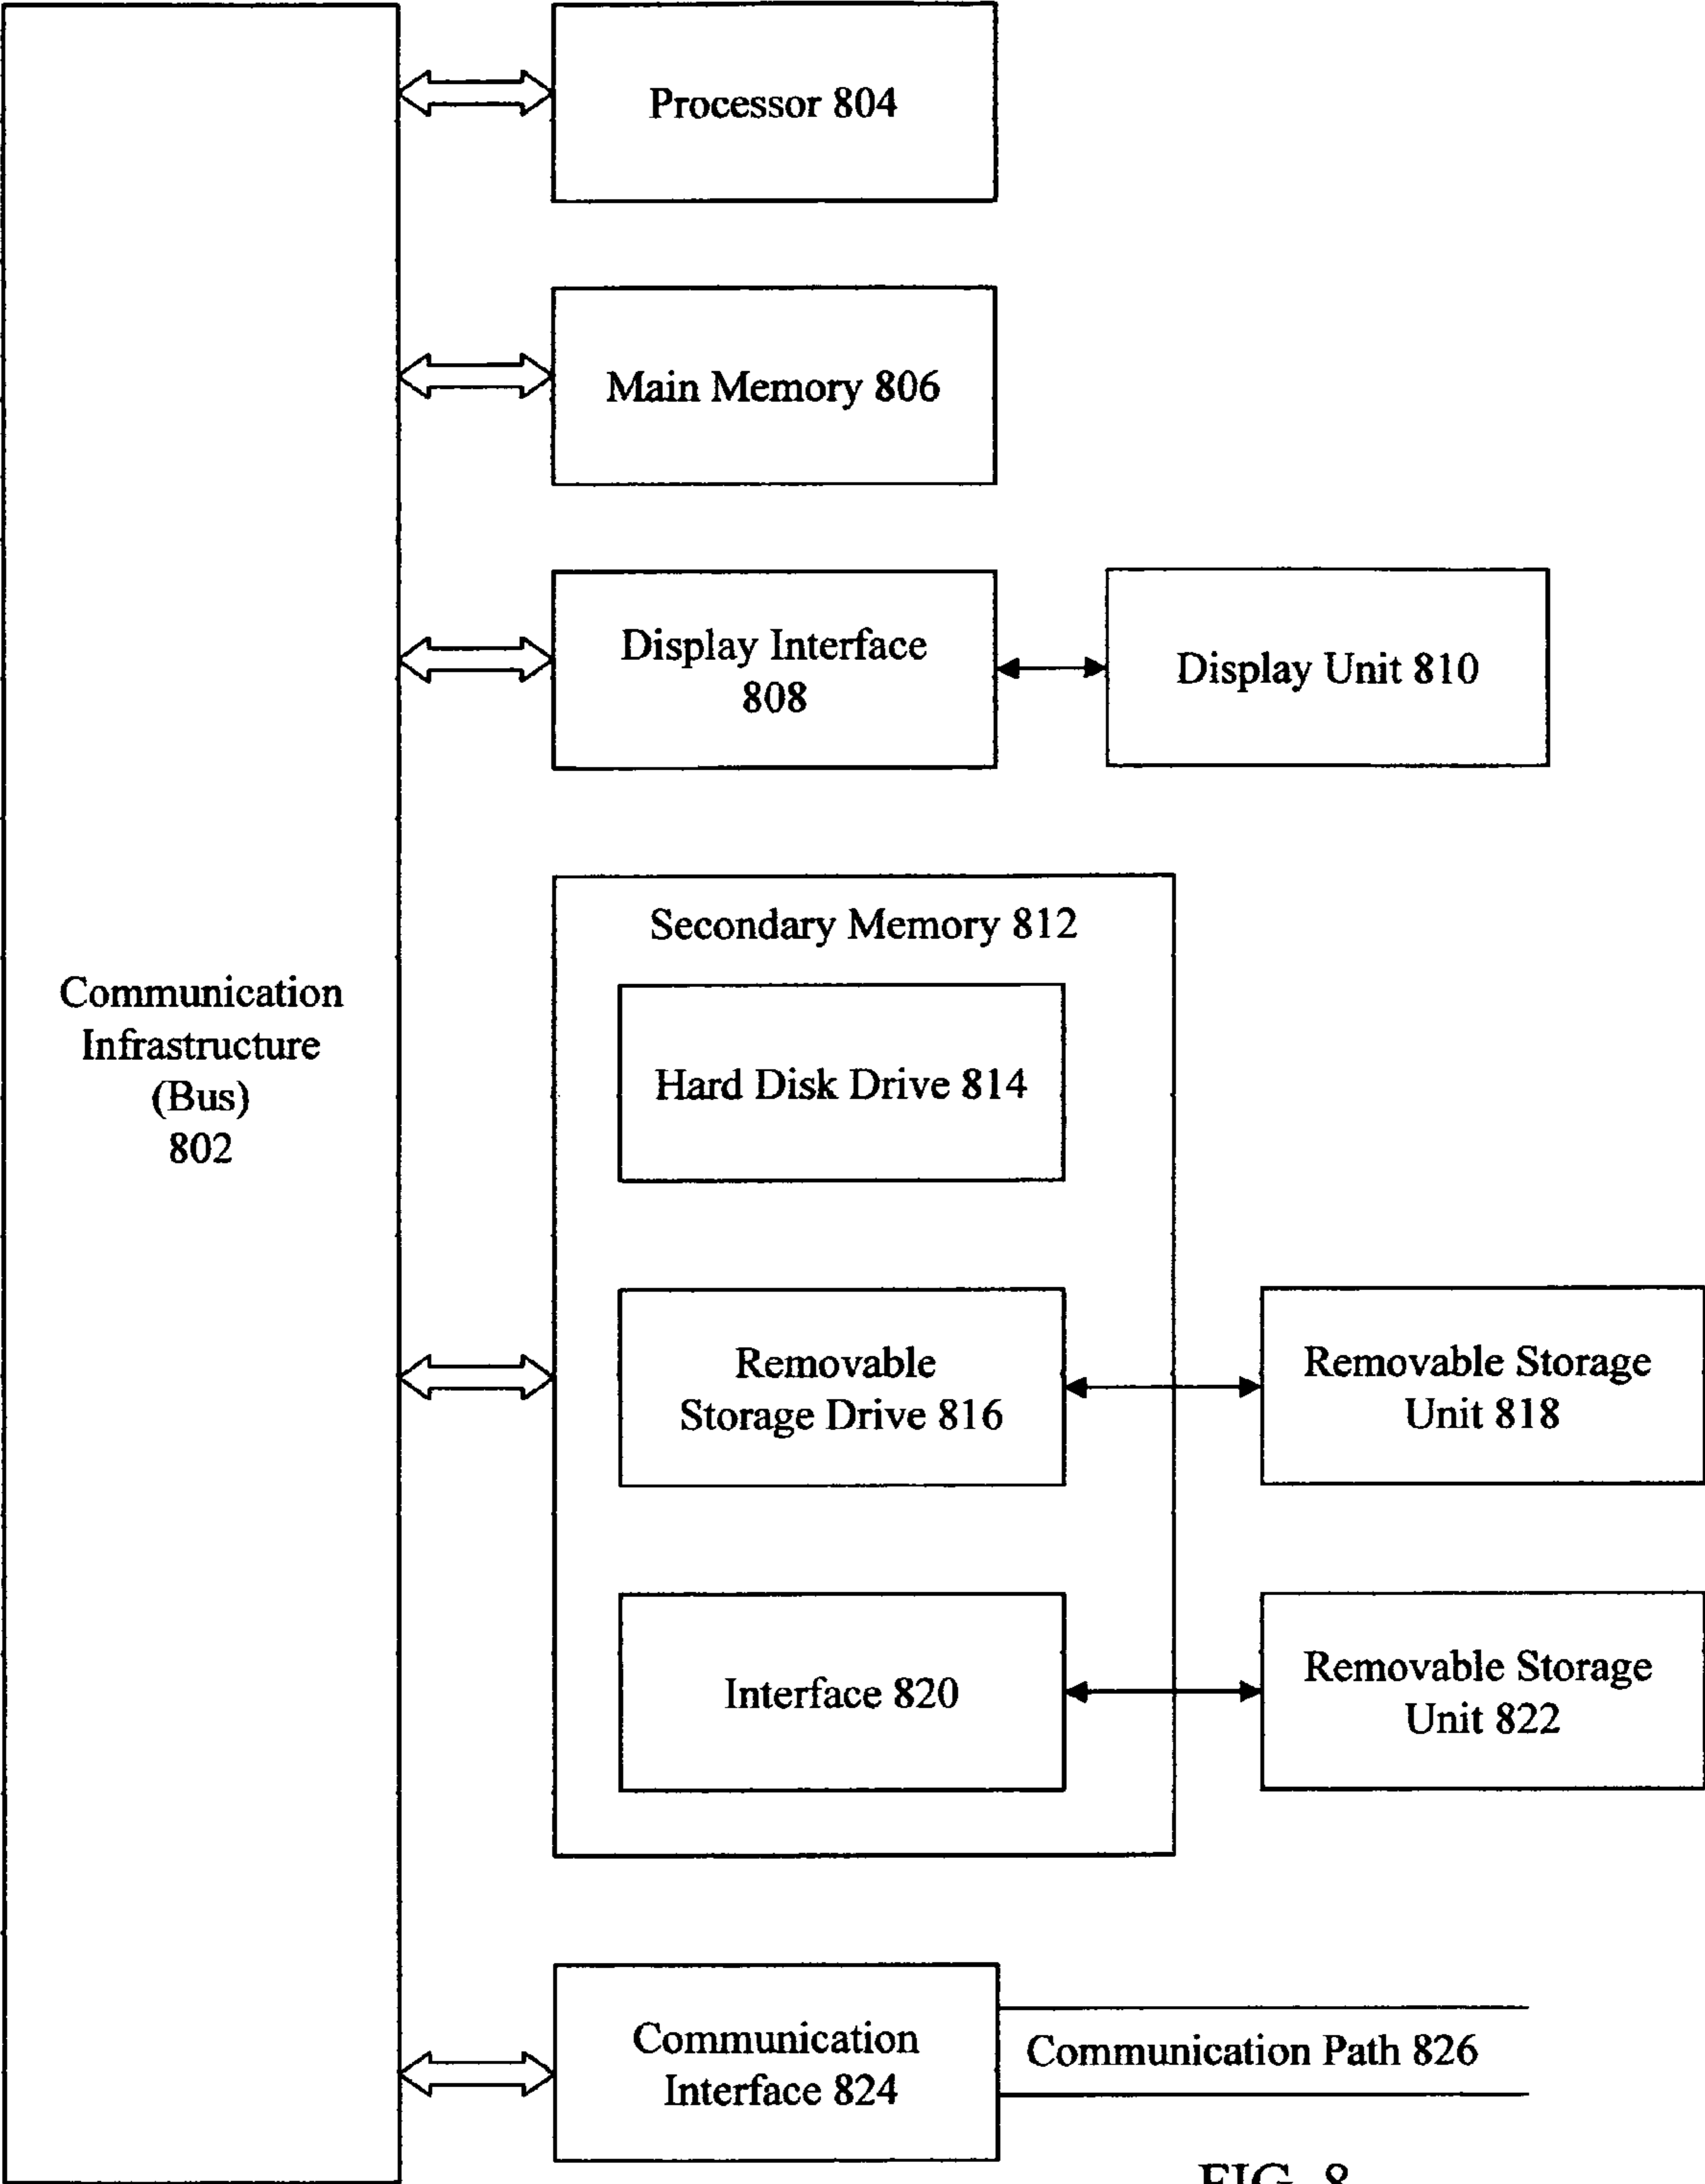 Processor 804
Main Memory 806
Display Interface
808
Display Unit 810
Communication
Infrastructure
(Bus)
802
Secondary Memory 812
Hard Disk Drive 814
Removable
Storage Drive 816
Removable Storage
Unit 818
Interface 820
Removable Storage
Unit 822
Communication
Interface 824
Communication Path 826
FIG. 8